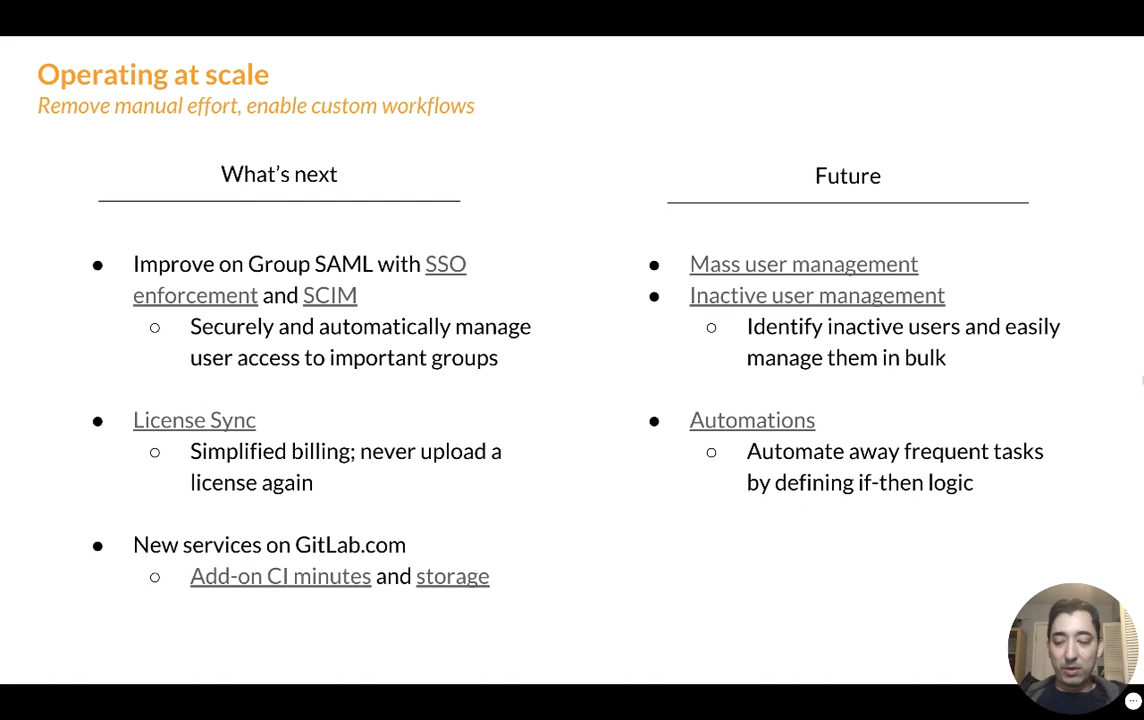 Operating at scale
Remove manual effort, enable custom workflows
What's next
● Improve on Group SAML with SSO
enforcement and SCIM
○ Securely and automatically manage
user access to important groups
● License Sync
○ Simplified billing; never upload a
license again
● New services on GitLab.com
○ Add-on CI minutes and storage
Future
● Mass user management
● Inactive user management
○ Identify inactive users and easily
manage them in bulk
● Automations
○ Automate away frequent tasks
by defining if-then logic